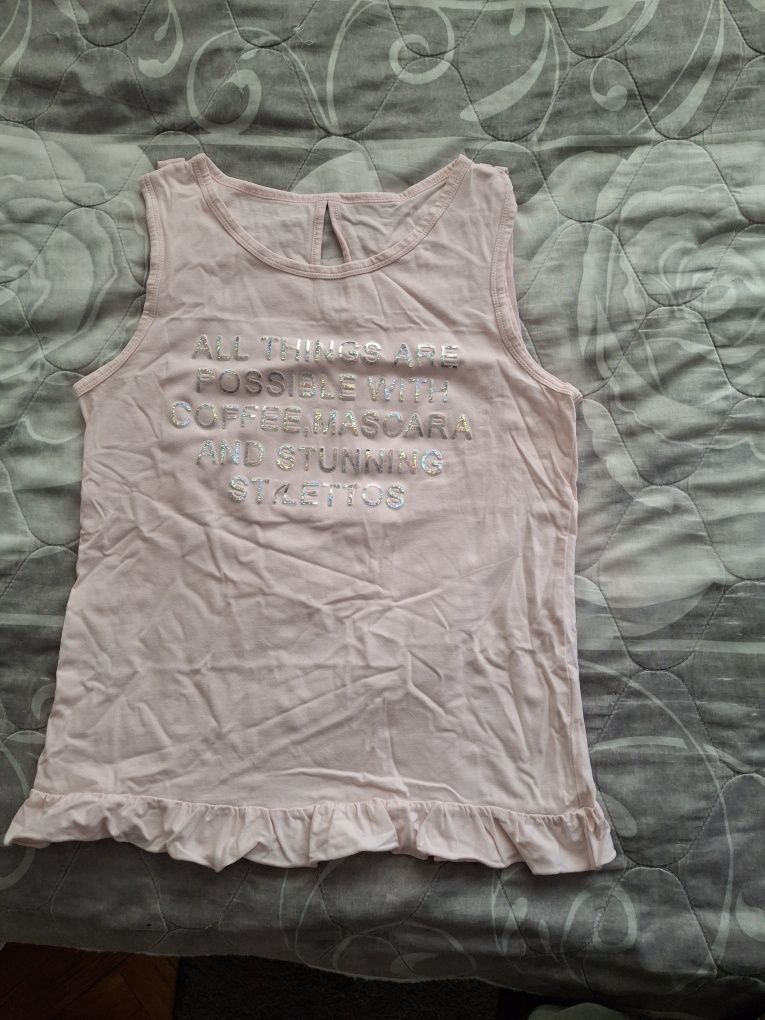 ALL THINGS ARE
POSSIBLE WITH
COFFEE,MASCARA
AND STUNNING
STILETTOS